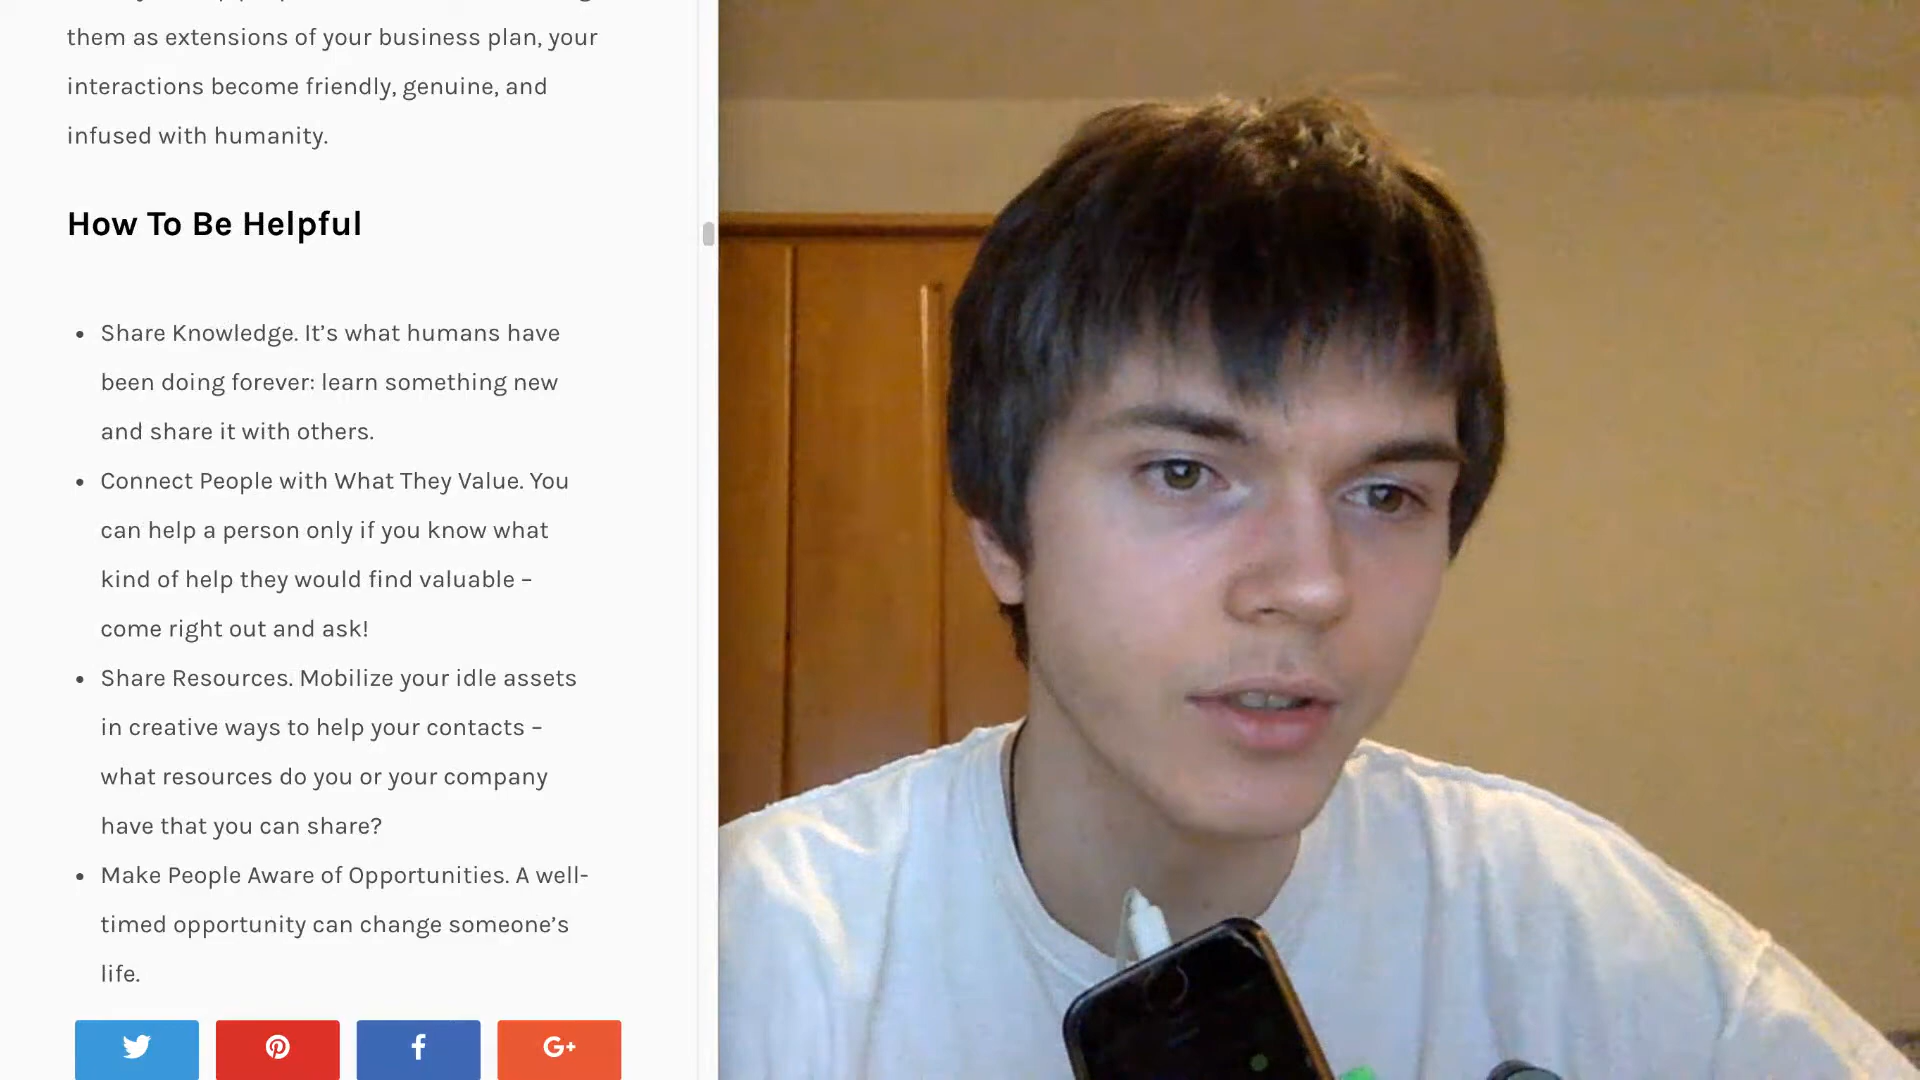 them as extensions of your business plan, your
interactions become friendly, genuine, and
infused with humanity.
How To Be Helpful
• Share Knowledge. It’s what humans have
been doing forever: learn something new
and share it with others.
• Connect People with What They Value. You
can help a person only if you know what
kind of help they would find valuable –
come right out and ask!
• Share Resources. Mobilize your idle assets
in creative ways to help your contacts –
what resources do you or your company
have that you can share?
• Make People Aware of Opportunities. A well-
timed opportunity can change someone’s
life.
G+